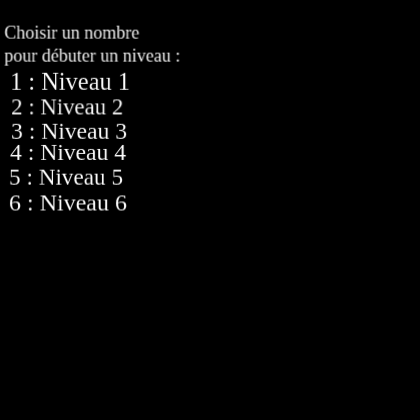 Choisir un nombre
pour débuter un niveau :
1 : Niveau 1
2 : Niveau 2
3 : Niveau 3
4 : Niveau 4
5 : Niveau 5
6 : Niveau 6